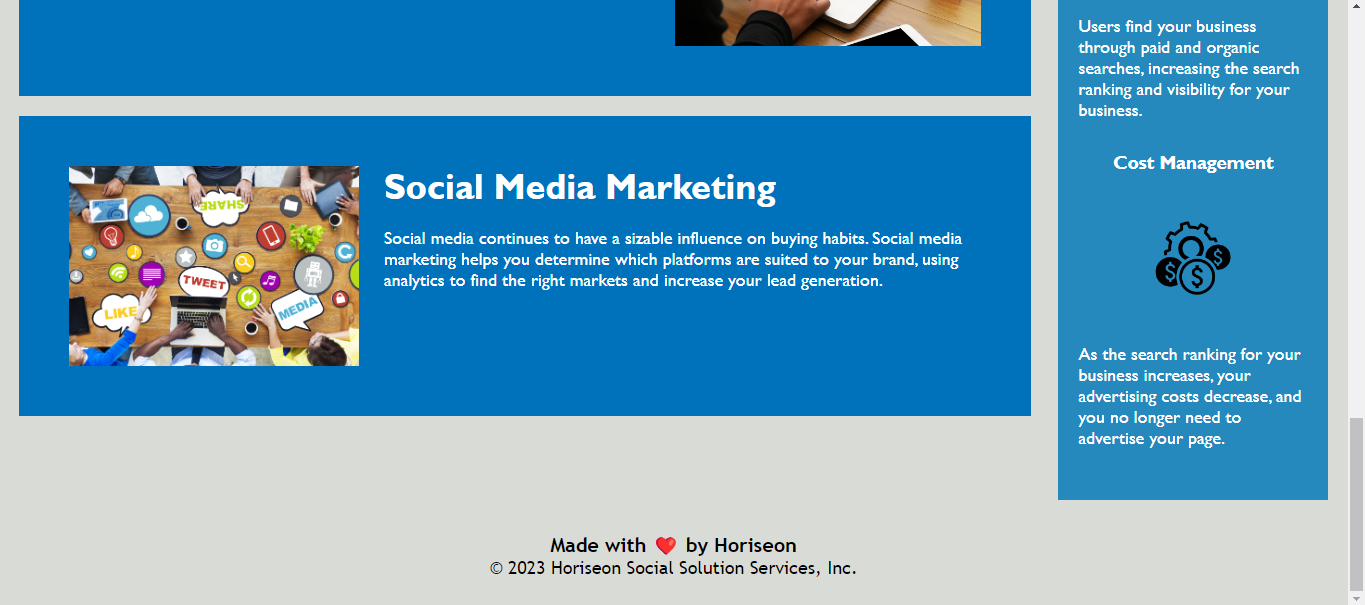 Social Media Marketing
Social media continues to have a sizable influence on buying habits. Social media
marketing helps you determine which platforms are suited to your brand, using
analytics to find the right markets and increase your lead generation.
SHARE
TWEET
LIKE
MEDIA
Users find your business
through paid and organic
searches, increasing the search
ranking and visibility for your
business.
Cost Management
$ $ $
As the search ranking for your
business increases, your
advertising costs decrease, and
you no longer need to
advertise your page.
Made with ❤️ by Horiseon
© 2023 Horiseon Social Solution Services, Inc.